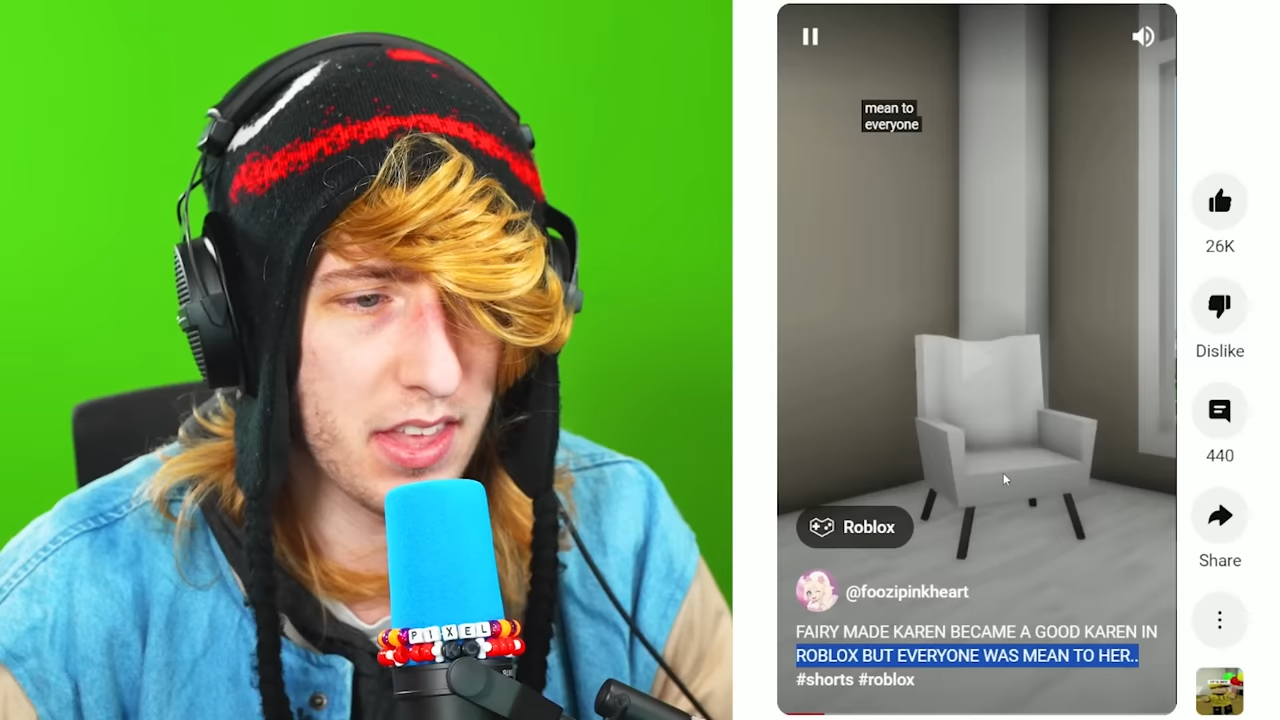 mean to
everyone
26K
Dislike
440
Share
Roblox
@foozipinkheart
FAIRY MADE KAREN BECAME A GOOD KAREN IN
ROBLOX BUT EVERYONE WAS MEAN TO HER..
#shorts #roblox
PIXEL